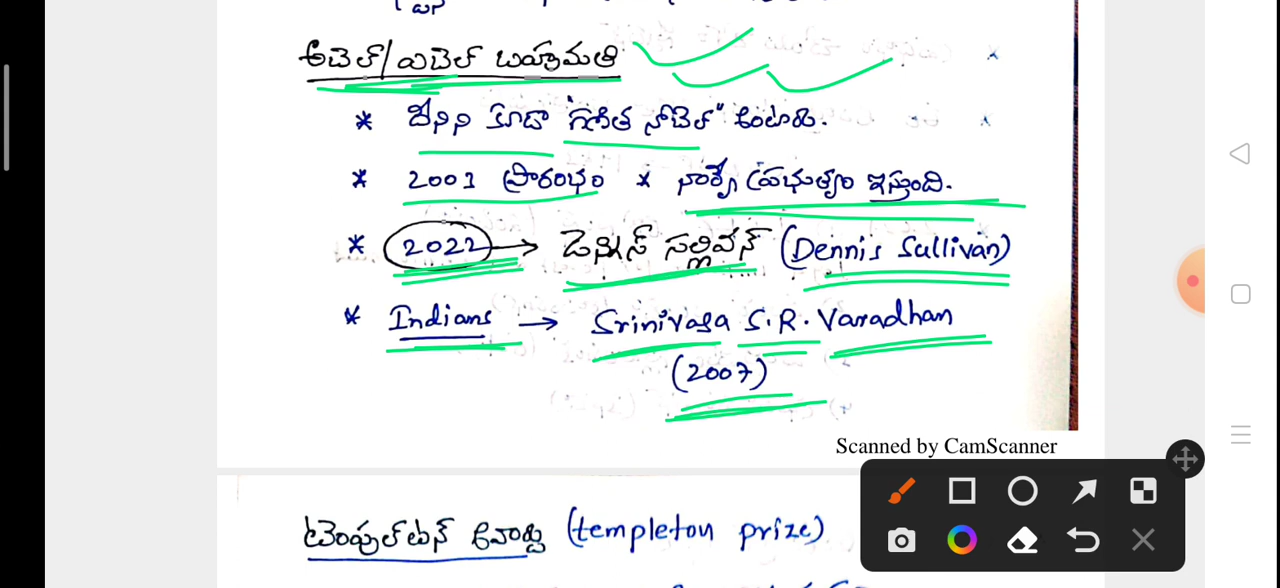 అబెల్/ఎబెల్ బహుమతి
* దీనిని కూడా "గణిత నోబెల్" అంటారు.
* 2001 ప్రారంభం * నార్వే ప్రభుత్వం ఇస్తుంది.
* 2022 → డెన్నిస్ సల్లివన్ (Dennis Sullivan)
* Indians → Srinivasa S.R. Varadhan
(2007)
Scanned by CamScanner
టెంపుల్‌టన్ అవార్డు (templeton prize)